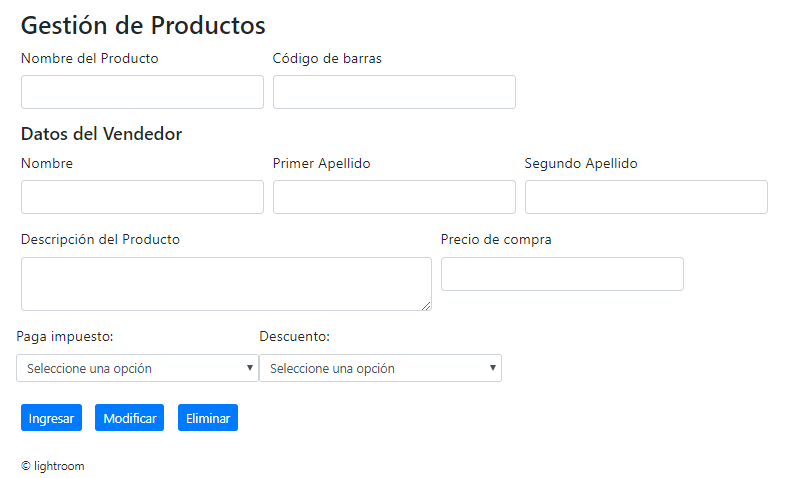 Gestión de Productos
Nombre del Producto Código de barras
Datos del Vendedor
Nombre Primer Apellido Segundo Apellido
Descripción del Producto Precio de compra
Paga impuesto: Descuento:
Seleccione una opción Seleccione una opción
Ingresar Modificar Eliminar
© lightroom